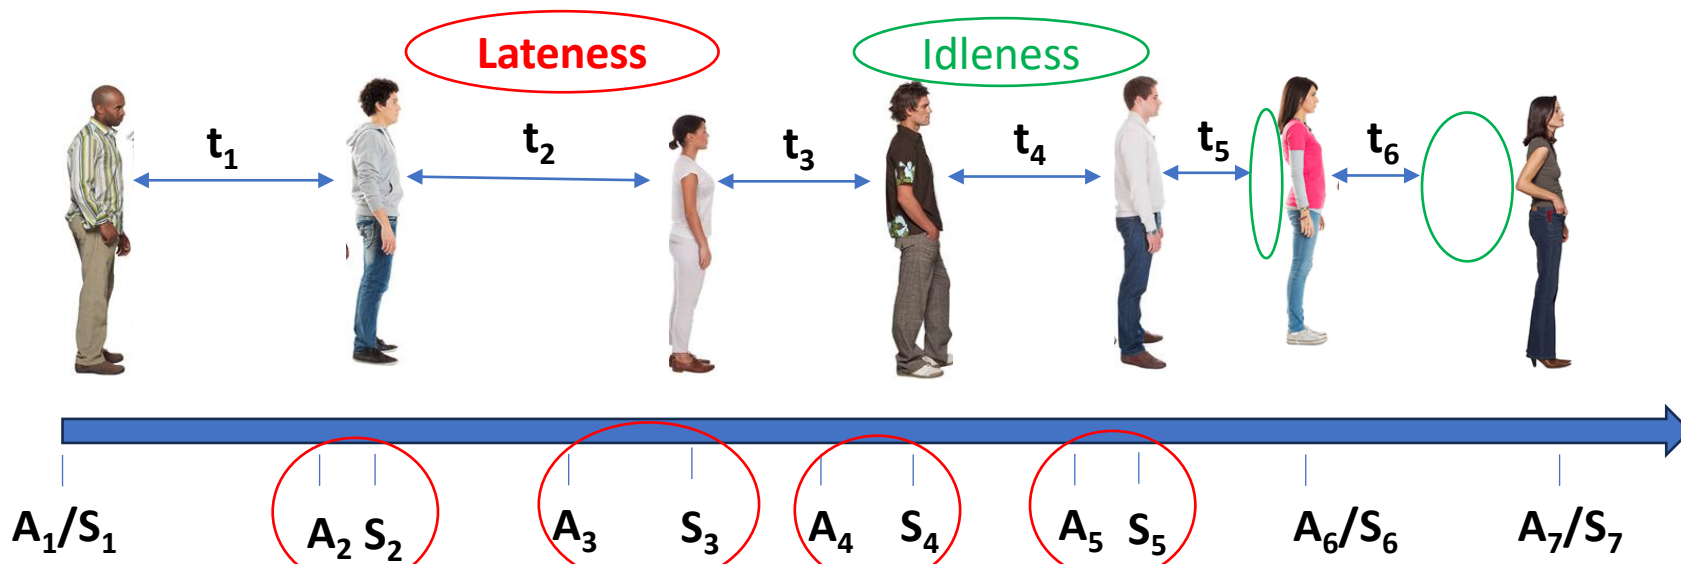 Lateness Idleness
t₁ t₂ t₃ t₄ t₅ t₆
A₁/S₁ A₂ S₂ A₃ S₃ A₄ S₄ A₅ S₅ A₆/S₆ A₇/S₇